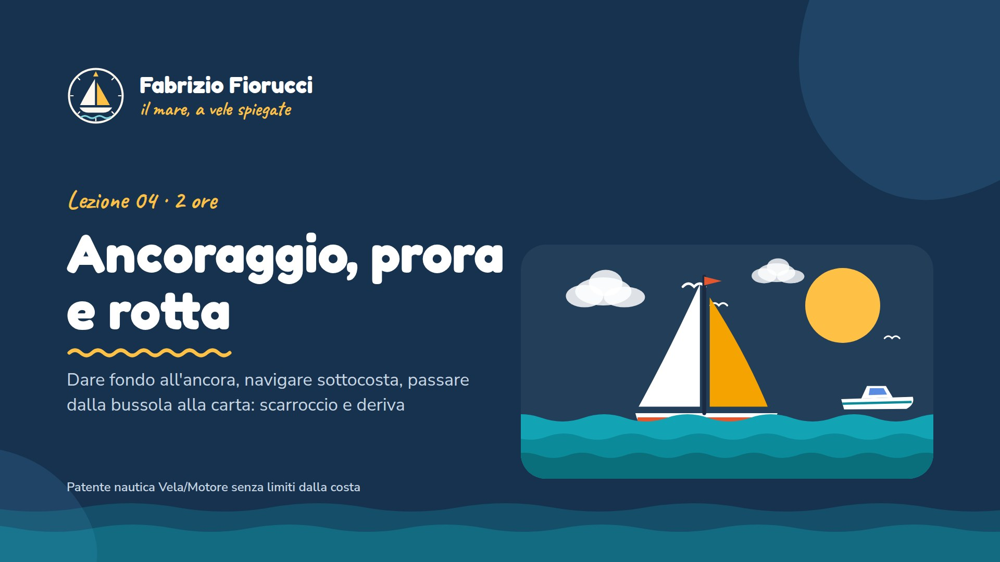 Fabrizio Fiorucci
il mare, a vele spiegate
Lezione 04 · 2 ore
Ancoraggio, prora
e rotta
Dare fondo all'ancora, navigare sottocosta, passare
dalla bussola alla carta: scarroccio e deriva
Patente nautica Vela/Motore senza limiti dalla costa